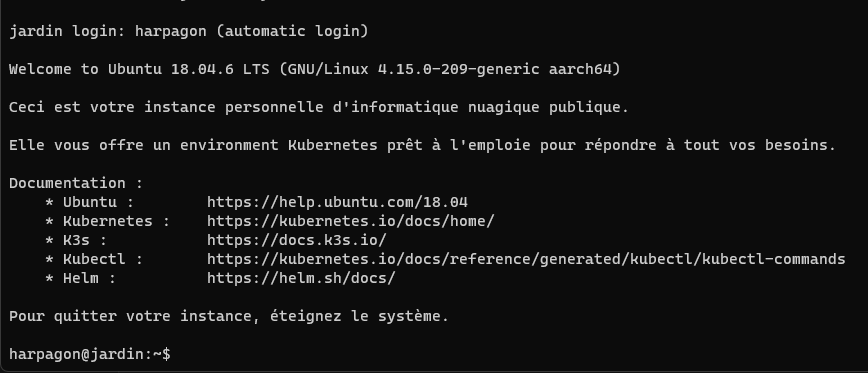 jardin login: harpagon (automatic login)
Welcome to Ubuntu 18.04.6 LTS (GNU/Linux 4.15.0-209-generic aarch64)
Ceci est votre instance personnelle d'informatique nuagique publique.
Elle vous offre un environment Kubernetes prêt à l'emploie pour répondre à tout vos besoins.
Documentation :
* Ubuntu : https://help.ubuntu.com/18.04
* Kubernetes : https://kubernetes.io/docs/home/
* K3s : https://docs.k3s.io/
* Kubectl : https://kubernetes.io/docs/reference/generated/kubectl/kubectl-commands
* Helm : https://helm.sh/docs/
Pour quitter votre instance, éteignez le système.
harpagon@jardin:~$